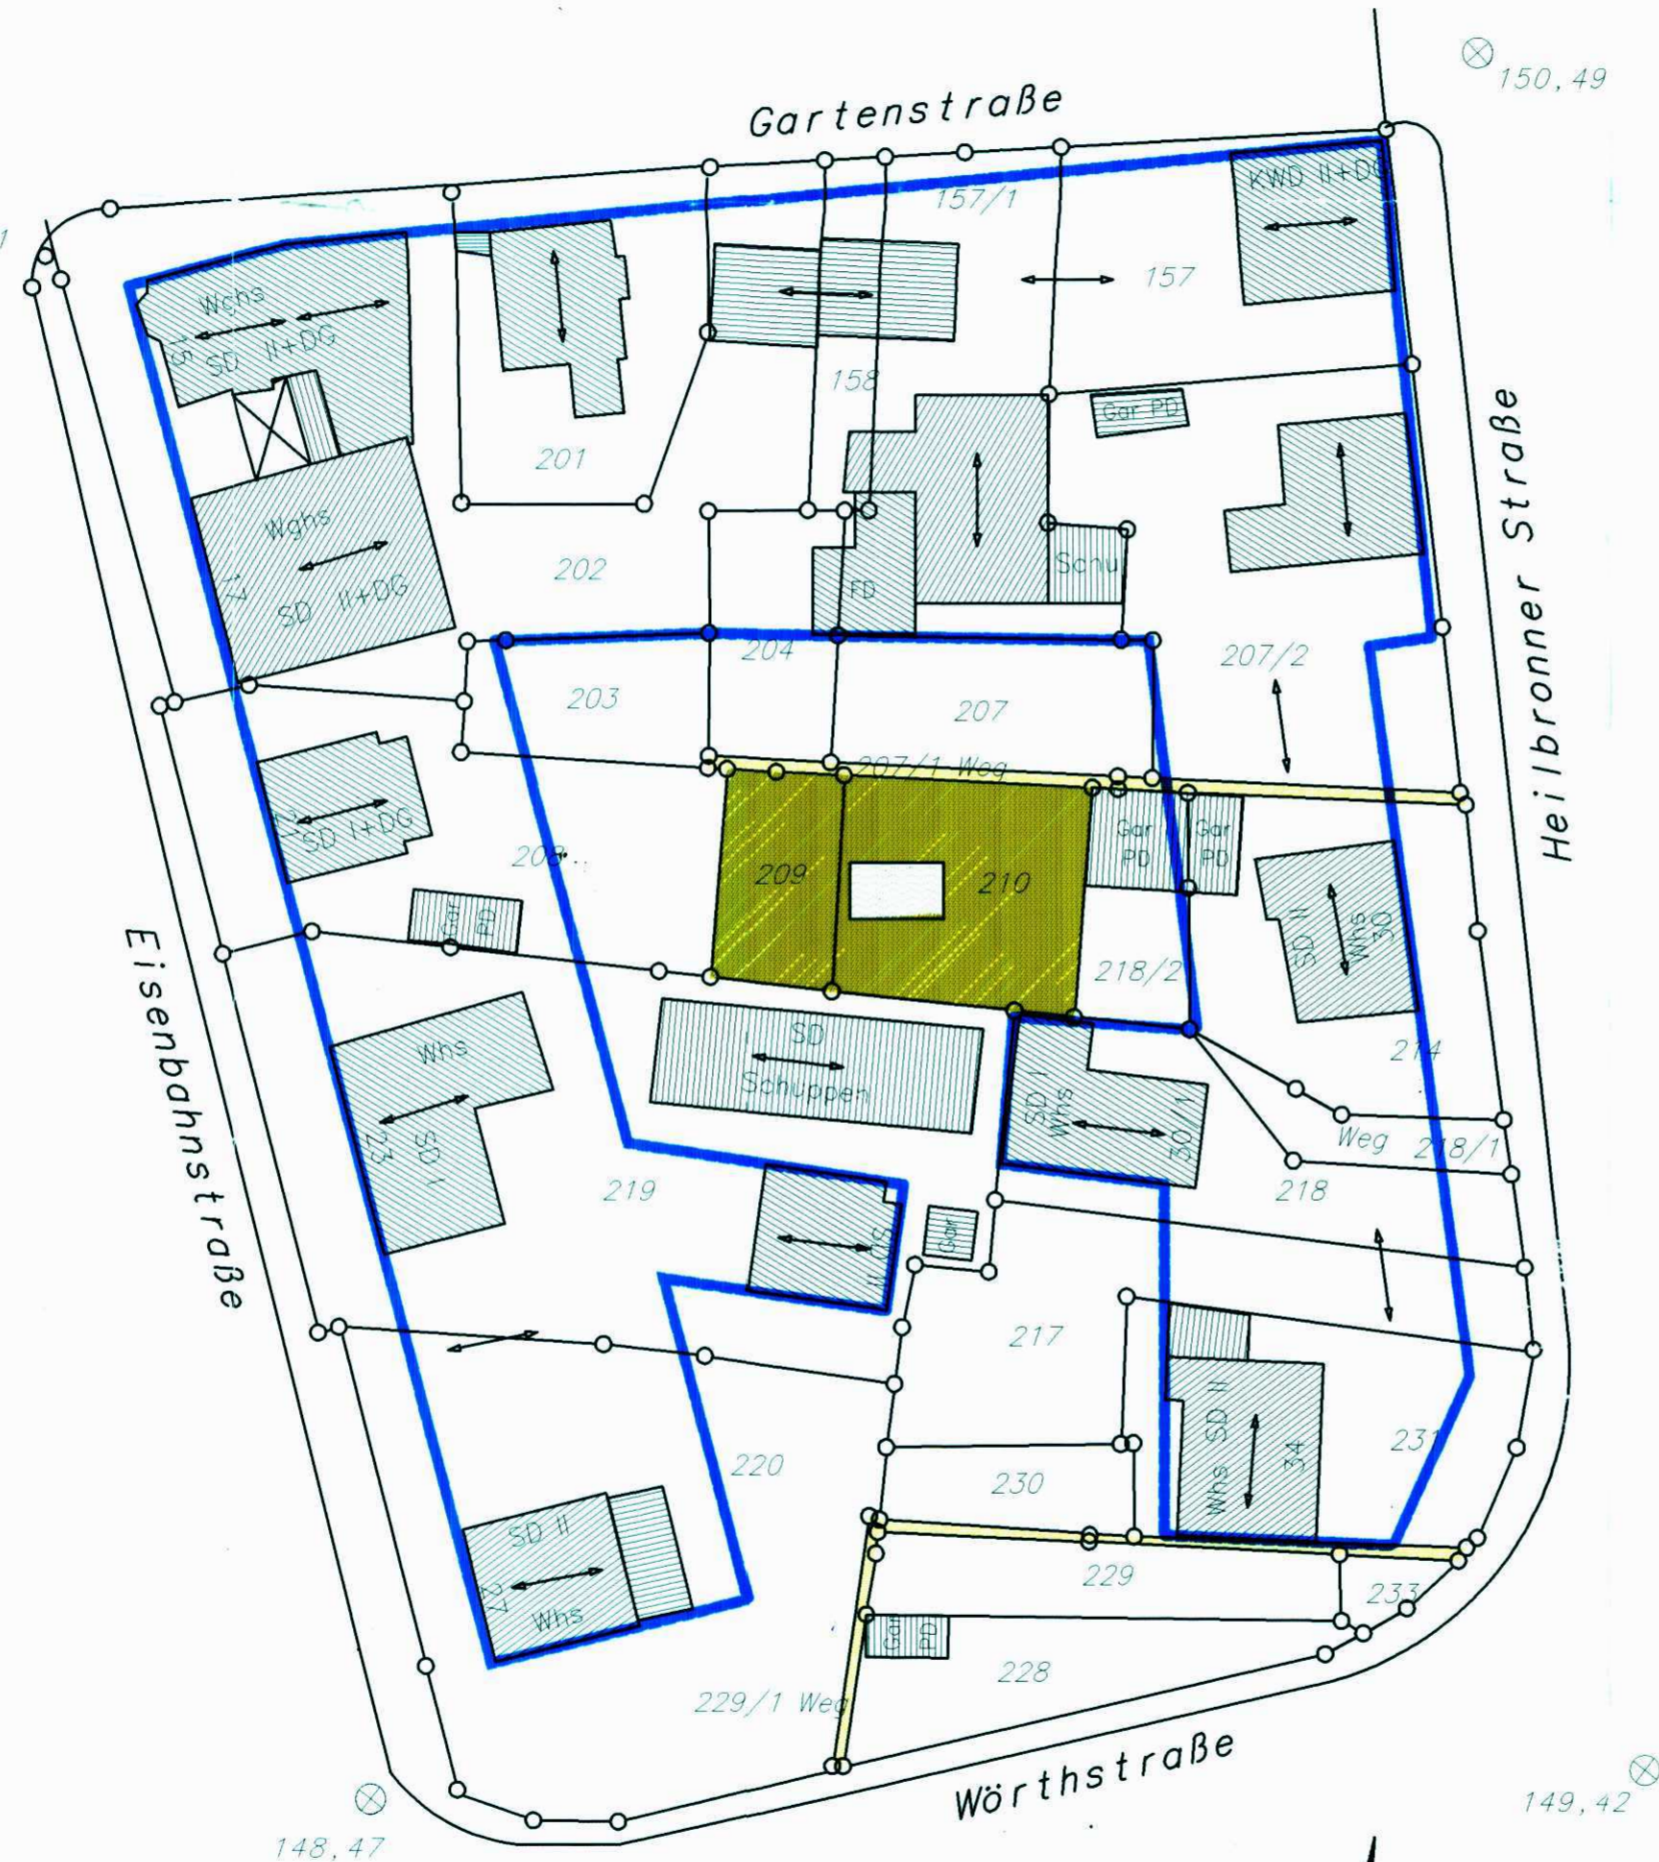 150,49
Gartenstraße
1
157/1
KWD II+DG
157
Wghs
15
SD II+DG
158
Gar PD
201
Wghs
17
SD II+DG
202
FD
Schu
Heilbronner Straße
204
207/2
203
207
207/1 Weg
21
SD I+DG
208
209
210
Gar
PD
Gar
PD
SD II
Whs
30
Gar
PD
218/2
Eisenbahnstraße
SD
Schuppen
214
Whs
23
SD I
SD I
Whs
30/1
Weg 218/1
219
218
SD
II
Gar
217
220
230
Whs SD II
34
231
SD II
27
Whs
229
233
Gar
PD
228
229/1 Weg
Wörthstraße
148,47
149,42